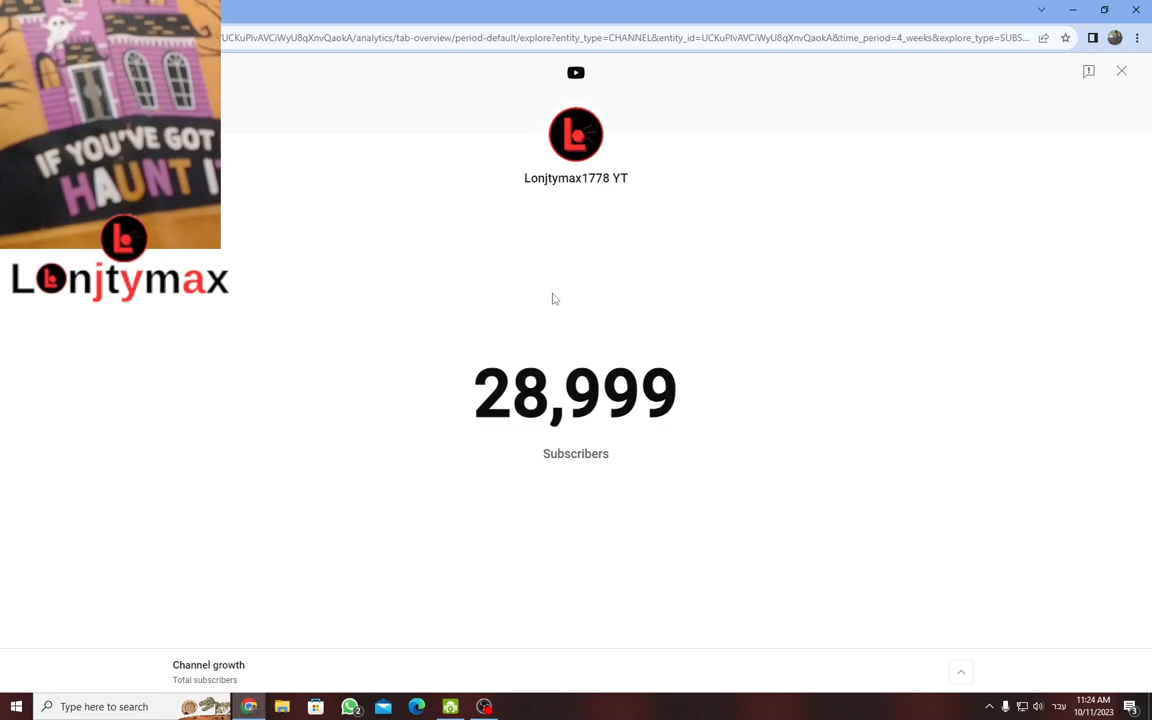 UCKuPlvAVCiWyU8qXnvQaokA/analytics/tab-overview/period-default/explore?entity_type=CHANNEL&entity_id=UCKuPlvAVCiWyU8qXnvQaokA&time_period=4_weeks&explore_type=SUBS...
IF YOU'VE GOT
HAUNT I
Lonjtymax
Lonjtymax1778 YT
28,999
Subscribers
Channel growth
Total subscribers
Type here to search
2
עבר
11:24 AM
10/11/2023
3